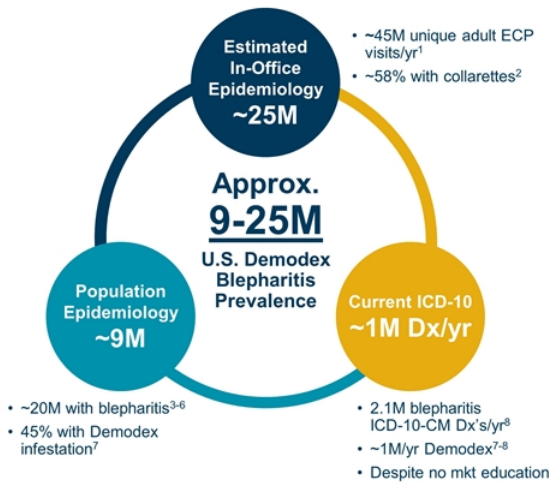 Estimated
In-Office
Epidemiology
~25M
• ~45M unique adult ECP
visits/yr1
• ~58% with collarettes2
Approx.
9-25M
U.S. Demodex
Blepharitis
Prevalence
Population
Epidemiology
~9M
Current ICD-10
~1M Dx/yr
• ~20M with blepharitis3-6
• 45% with Demodex
infestation7
• 2.1M blepharitis
ICD-10-CM Dx's/yr8
• ~1M/yr Demodex7-8
• Despite no mkt education